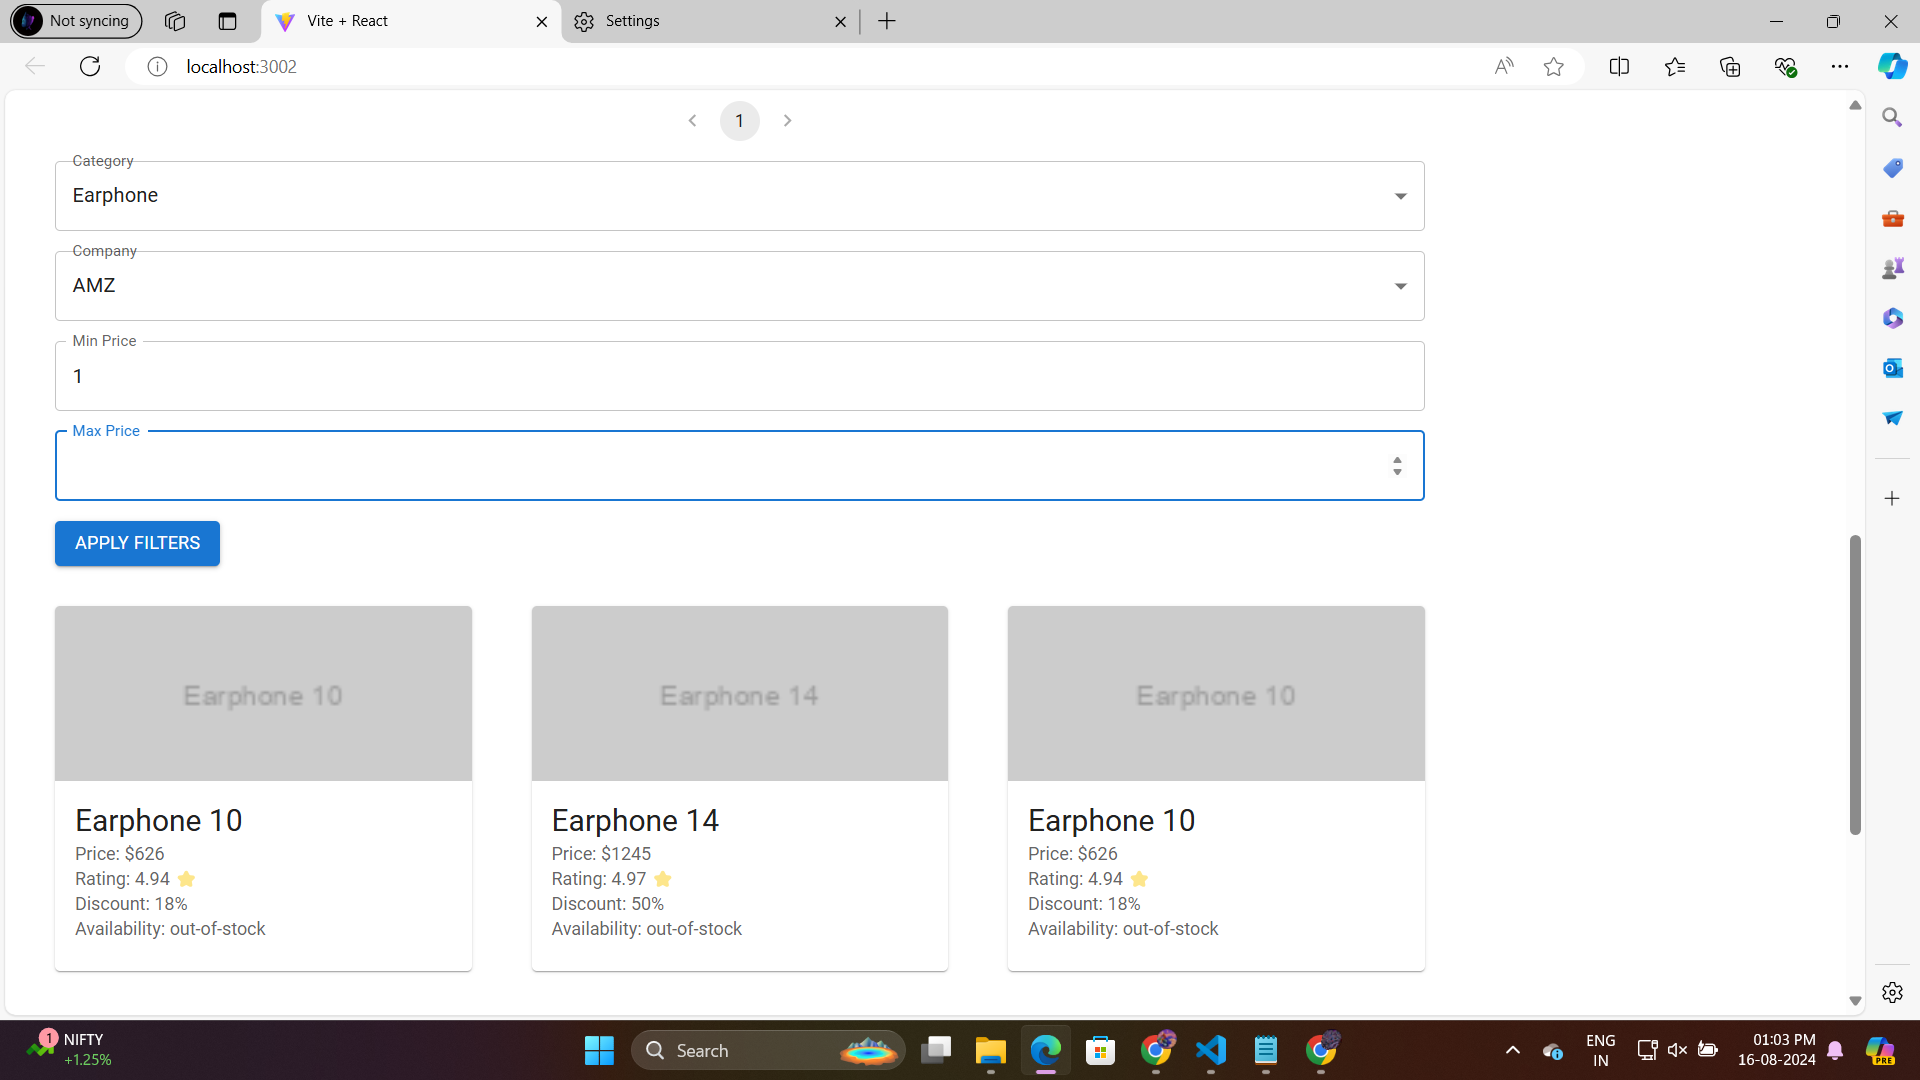 Not syncing
Vite + React
Settings
localhost:3002
1
Category
Earphone
Company
AMZ
Min Price
1
Max Price
APPLY FILTERS
Earphone 10
Earphone 14
Earphone 10
Earphone 10
Price: $626
Rating: 4.94
Discount: 18%
Availability: out-of-stock
Earphone 14
Price: $1245
Rating: 4.97
Discount: 50%
Availability: out-of-stock
Earphone 10
Price: $626
Rating: 4.94
Discount: 18%
Availability: out-of-stock
1
NIFTY
+1.25%
Search
ENG
IN
01:03 PM
16-08-2024
PRE